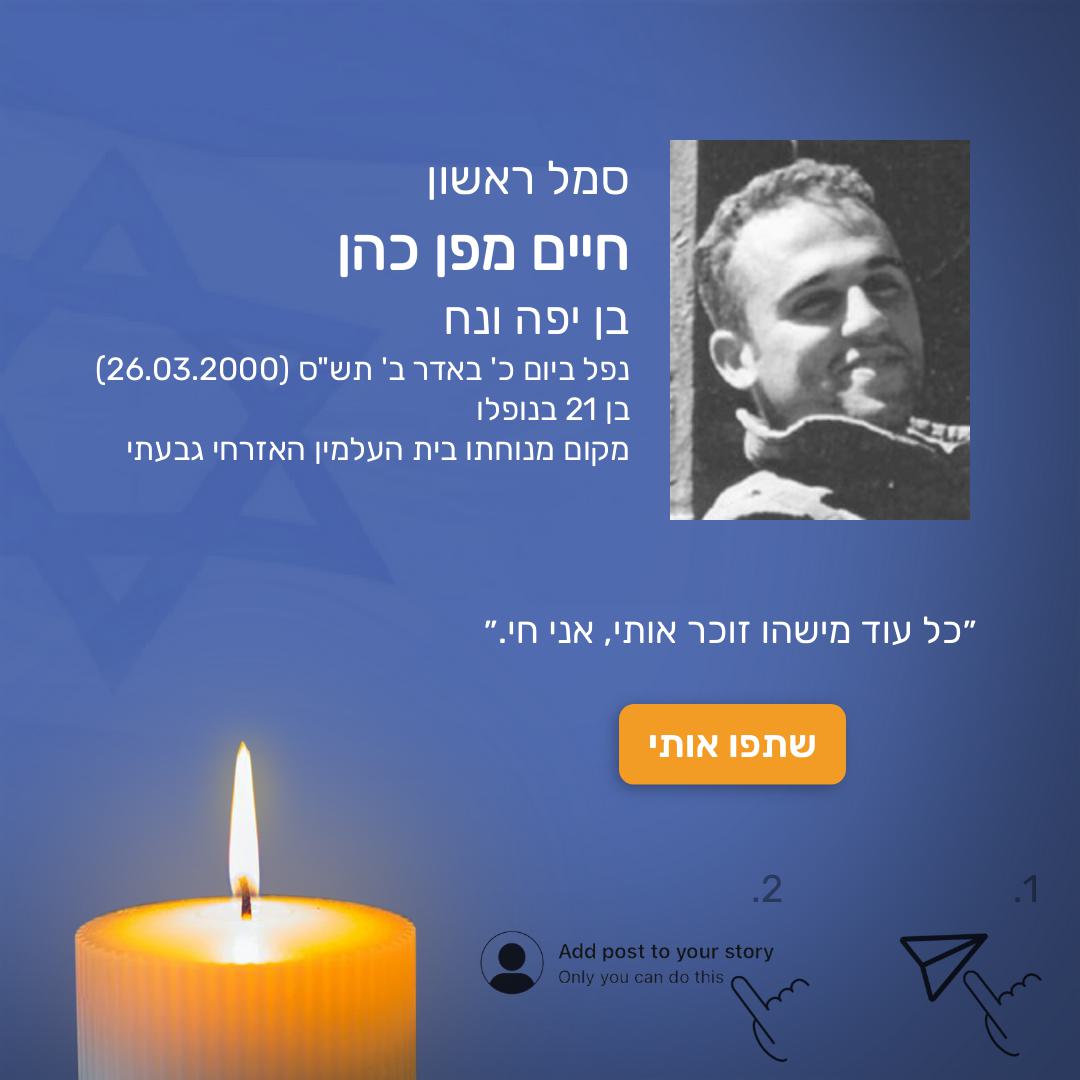 סמל ראשון
חיים מפן כהן
בן יפה ונח
נפל ביום כ' באדר ב' תש"ס (26.03.2000)
בן 21 בנופלו
מקום מנוחתו בית העלמין האזרחי גבעתי
״כל עוד מישהו זוכר אותי, אני חי.״
שתפו אותי
1.
2.
Add post to your story
Only you can do this